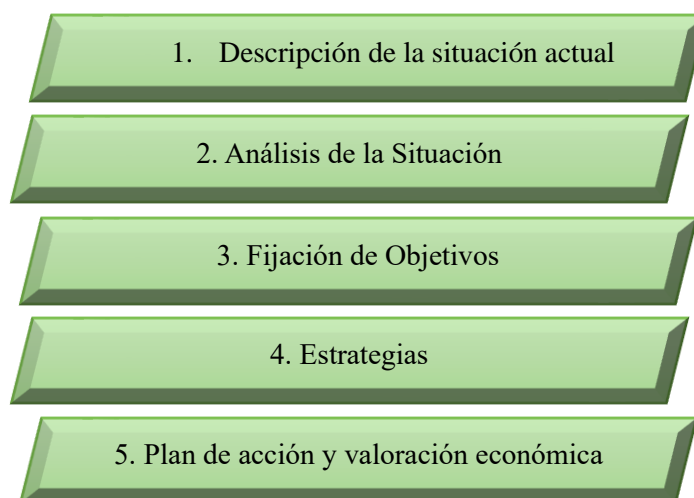 1. Descripción de la situación actual
2. Análisis de la Situación
3. Fijación de Objetivos
4. Estrategias
5. Plan de acción y valoración económica